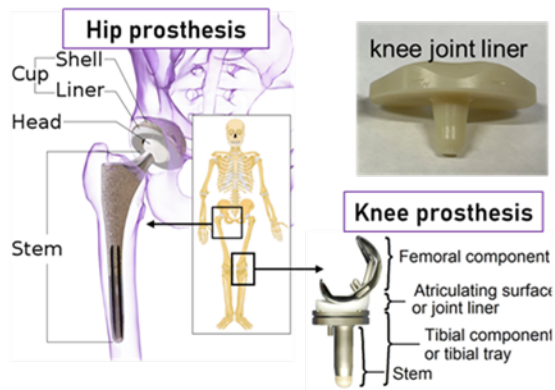 Hip prosthesis
Shell
Cup
Liner
Head
Stem
knee joint liner
Knee prosthesis
Femoral component
Atriculating surface
or joint liner
Tibial component
or tibial tray
Stem